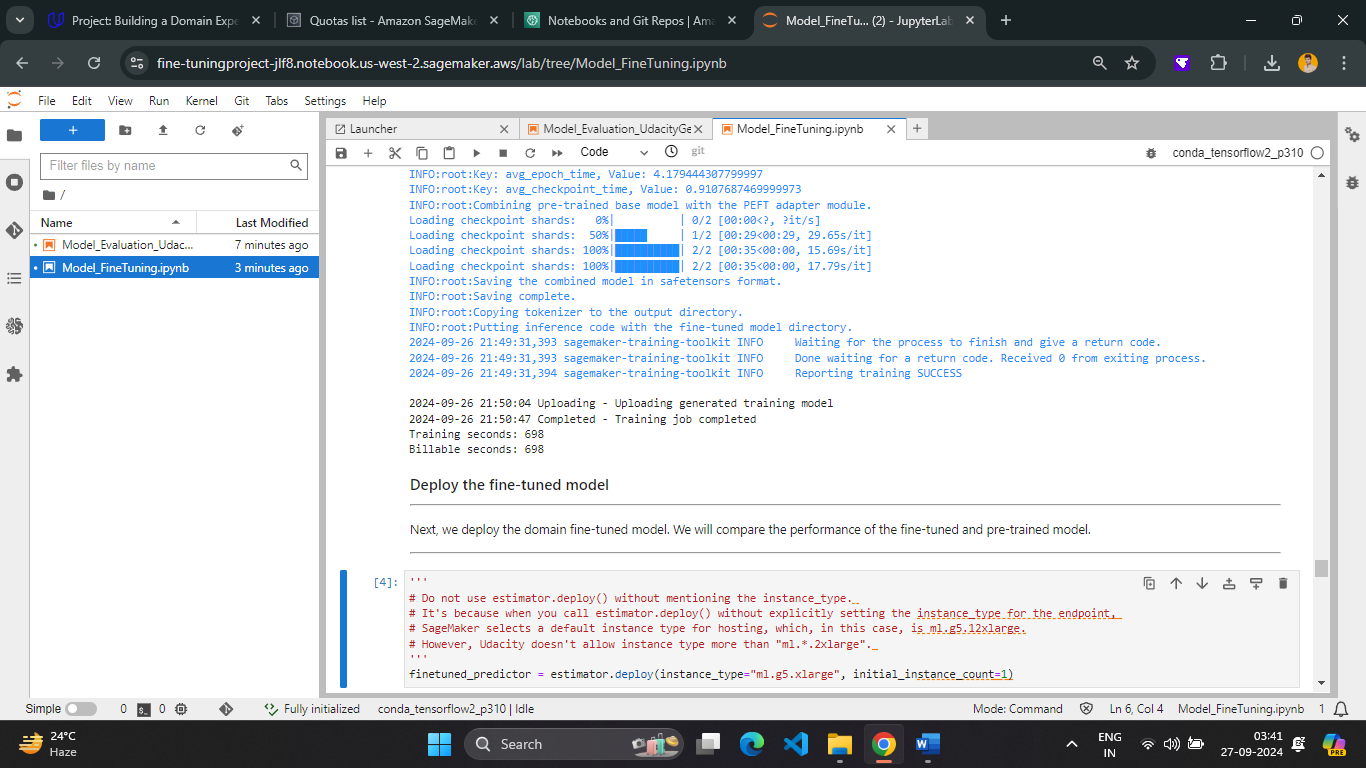 Project: Building a Domain Expe
Quotas list - Amazon SageMake
Notebooks and Git Repos | Ama
Model_FineTu... (2) - JupyterLab
fine-tuningproject-jlf8.notebook.us-west-2.sagemaker.aws/lab/tree/Model_FineTuning.ipynb
File Edit View Run Kernel Git Tabs Settings Help
Filter files by name
/
Name Last Modified
Model_Evaluation_Udac... 7 minutes ago
Model_FineTuning.ipynb 3 minutes ago
Launcher
Model_Evaluation_UdacityGe
Model_FineTuning.ipynb
Code
git
conda_tensorflow2_p310
INFO:root:Key: avg_epoch_time, Value: 4.179444307799997
INFO:root:Key: avg_checkpoint_time, Value: 0.9107687469999973
INFO:root:Combining pre-trained base model with the PEFT adapter module.
Loading checkpoint shards:   0%|          | 0/2 [00:00<?, ?it/s]
Loading checkpoint shards:  50%|█████     | 1/2 [00:29<00:29, 29.65s/it]
Loading checkpoint shards: 100%|██████████| 2/2 [00:35<00:00, 15.69s/it]
Loading checkpoint shards: 100%|██████████| 2/2 [00:35<00:00, 17.79s/it]
INFO:root:Saving the combined model in safetensors format.
INFO:root:Saving complete.
INFO:root:Copying tokenizer to the output directory.
INFO:root:Putting inference code with the fine-tuned model directory.
2024-09-26 21:49:31,393 sagemaker-training-toolkit INFO     Waiting for the process to finish and give a return code.
2024-09-26 21:49:31,393 sagemaker-training-toolkit INFO     Done waiting for a return code. Received 0 from exiting process.
2024-09-26 21:49:31,394 sagemaker-training-toolkit INFO     Reporting training SUCCESS
2024-09-26 21:50:04 Uploading - Uploading generated training model
2024-09-26 21:50:47 Completed - Training job completed
Training seconds: 698
Billable seconds: 698
Deploy the fine-tuned model
Next, we deploy the domain fine-tuned model. We will compare the performance of the fine-tuned and pre-trained model.
[4]: '''
# Do not use estimator.deploy() without mentioning the instance_type.
# It's because when you call estimator.deploy() without explicitly setting the instance_type for the endpoint,
# SageMaker selects a default instance type for hosting, which, in this case, is ml.g5.12xlarge.
# However, Udacity doesn't allow instance type more than "ml.*.2xlarge".
'''
finetuned_predictor = estimator.deploy(instance_type="ml.g5.xlarge", initial_instance_count=1)
Simple 0 0 Fully initialized conda_tensorflow2_p310 | Idle Mode: Command Ln 6, Col 4 Model_FineTuning.ipynb 1
24°C
Haze
Search
PRE
ENG
IN
03:41
27-09-2024